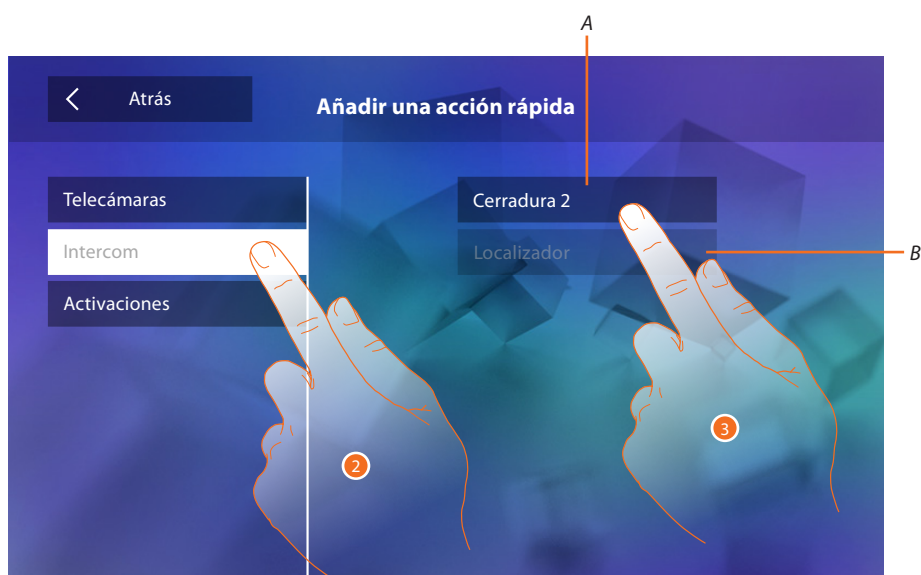 A
Atrás
Añadir una acción rápida
Telecámaras
Cerradura 2
Intercom
Localizador
B
Activaciones
3
2